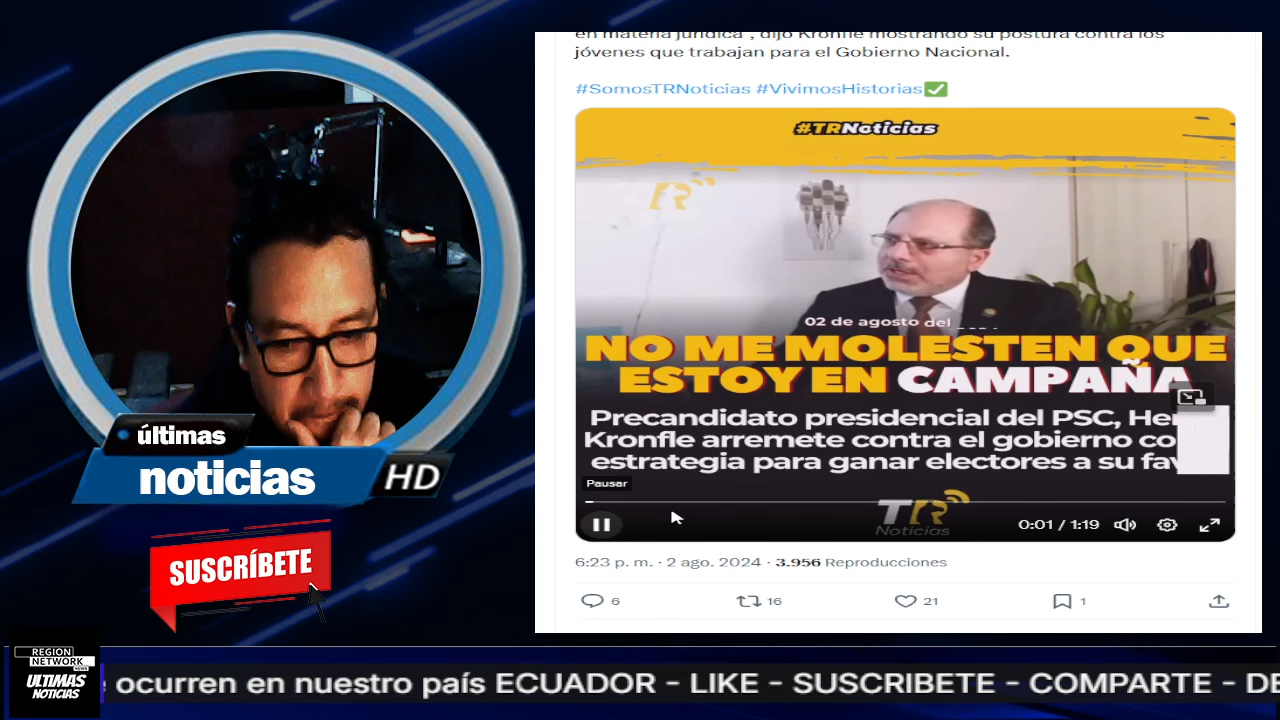 en materia jurídica", dijo Kronfle mostrando su postura contra los
jóvenes que trabajan para el Gobierno Nacional.
#SomosTRNoticias #VivimosHistorias
#TRNoticias
TR
02 de agosto del
NO ME MOLESTEN QUE
ESTOY EN CAMPAÑA
Precandidato presidencial del PSC, Hen
Kronfle arremete contra el gobierno co
estrategia para ganar electores a su fav
Pausar
TR
Noticias
0:01 / 1:19
6:23 p. m. · 2 ago. 2024 · 3.956 Reproducciones
6 16 21 1
últimas
noticias HD
SUSCRÍBETE
REGION
NETWORK
NEWS
ULTIMAS
NOTICIAS
ocurren en nuestro país ECUADOR - LIKE - SUSCRIBETE - COMPARTE - DE